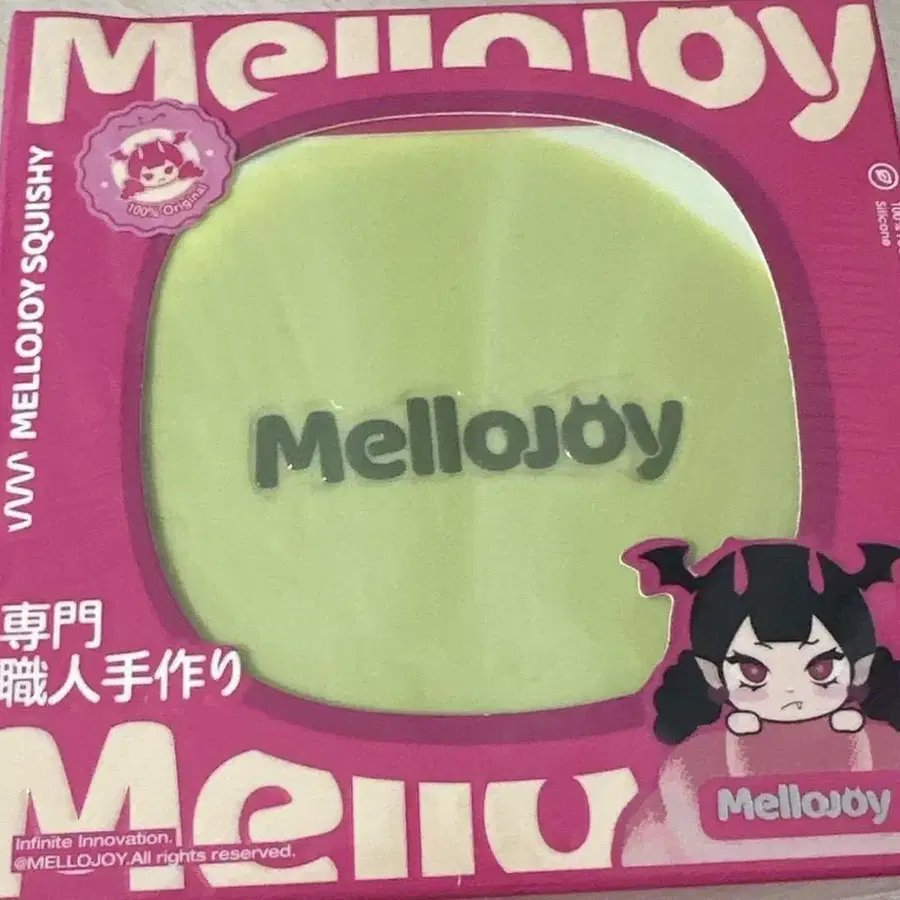 Mellojoy
100% Original
MELLOJOY SQUISHY
Silicone
Mellojoy
専門
職人手作り
Mellojoy
Infinite Innovation.
@MELLOJOY.All rights reserved.